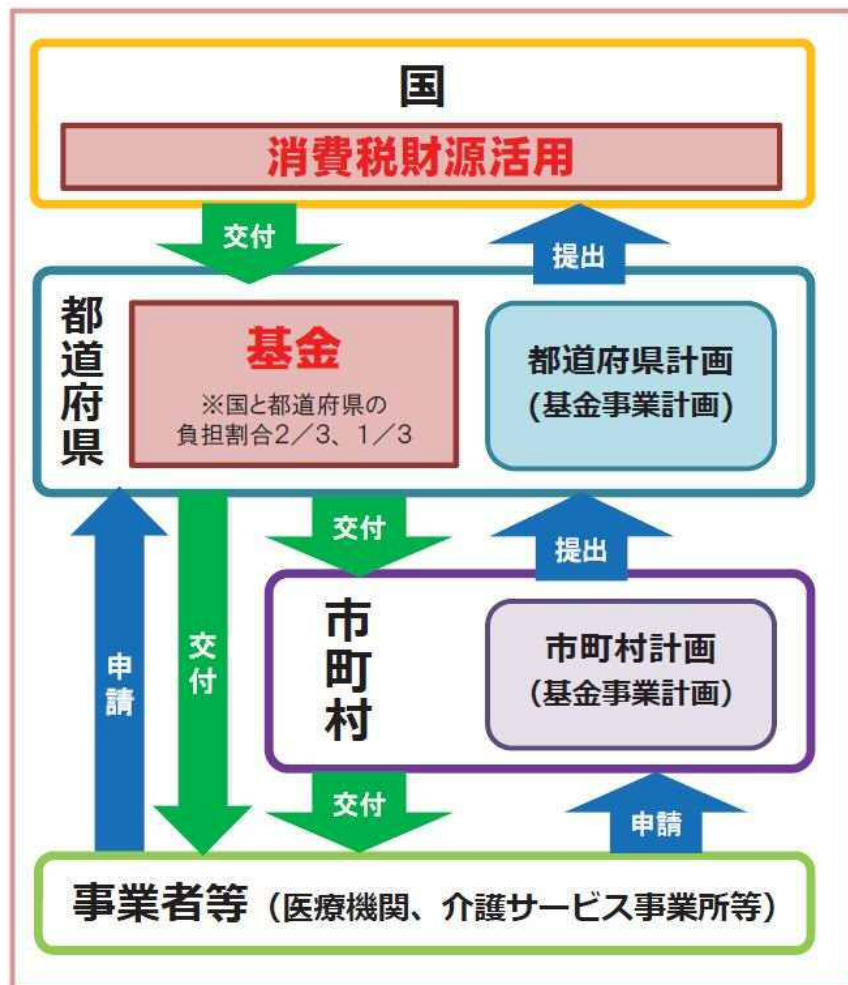 国
消費税財源活用
交付
提出
都道府県
基金
※国と都道府県の
負担割合2／3、1／3
都道府県計画
(基金事業計画)
申請
交付
交付
提出
市町村
市町村計画
（基金事業計画）
交付
申請
事業者等（医療機関、介護サービス事業所等）